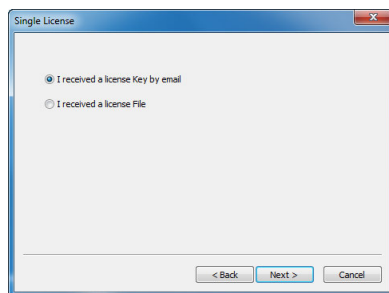 Single License
I received a license Key by email
I received a license File
< Back
Next >
Cancel